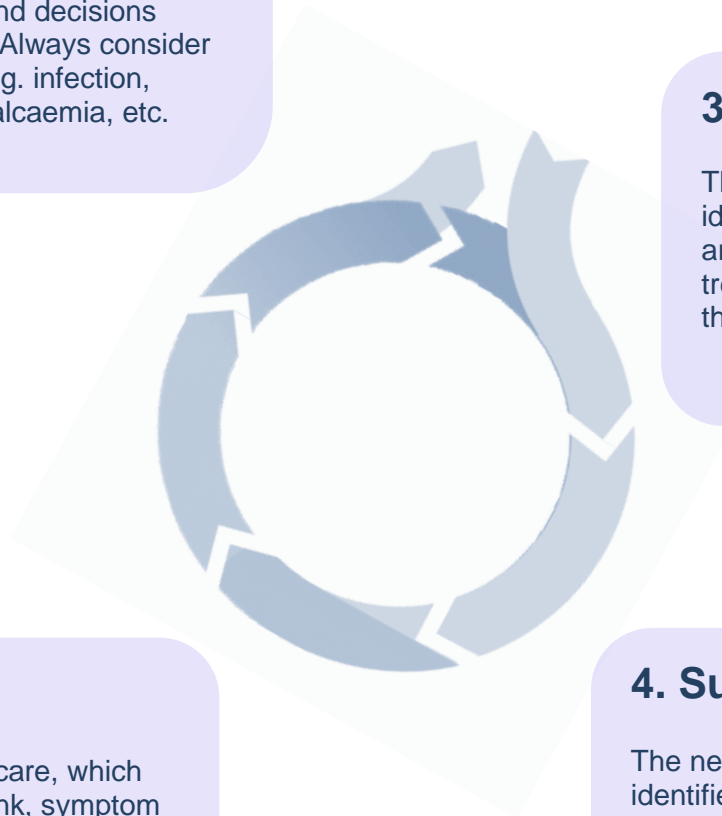 nd decisions
Always consider
g. infection,
alcaemia, etc.
3
Th
id
ar
tre
th
care, which
nk, symptom
4. Su
The ne
identifie